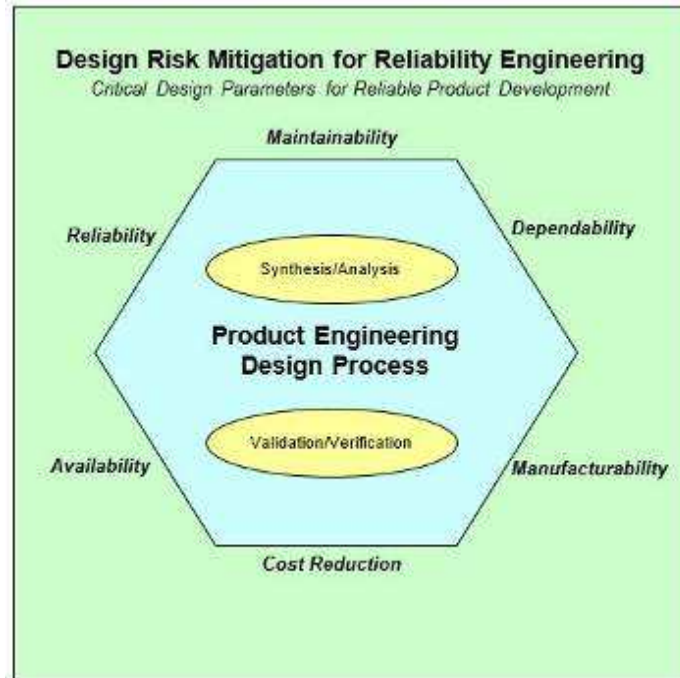 Design Risk Mitigation for Reliability Engineering
Critical Design Parameters for Reliable Product Development
Maintainability
Reliability
Dependability
Synthesis/Analysis
Product Engineering
Design Process
Validation/Verification
Availability
Manufacturability
Cost Reduction